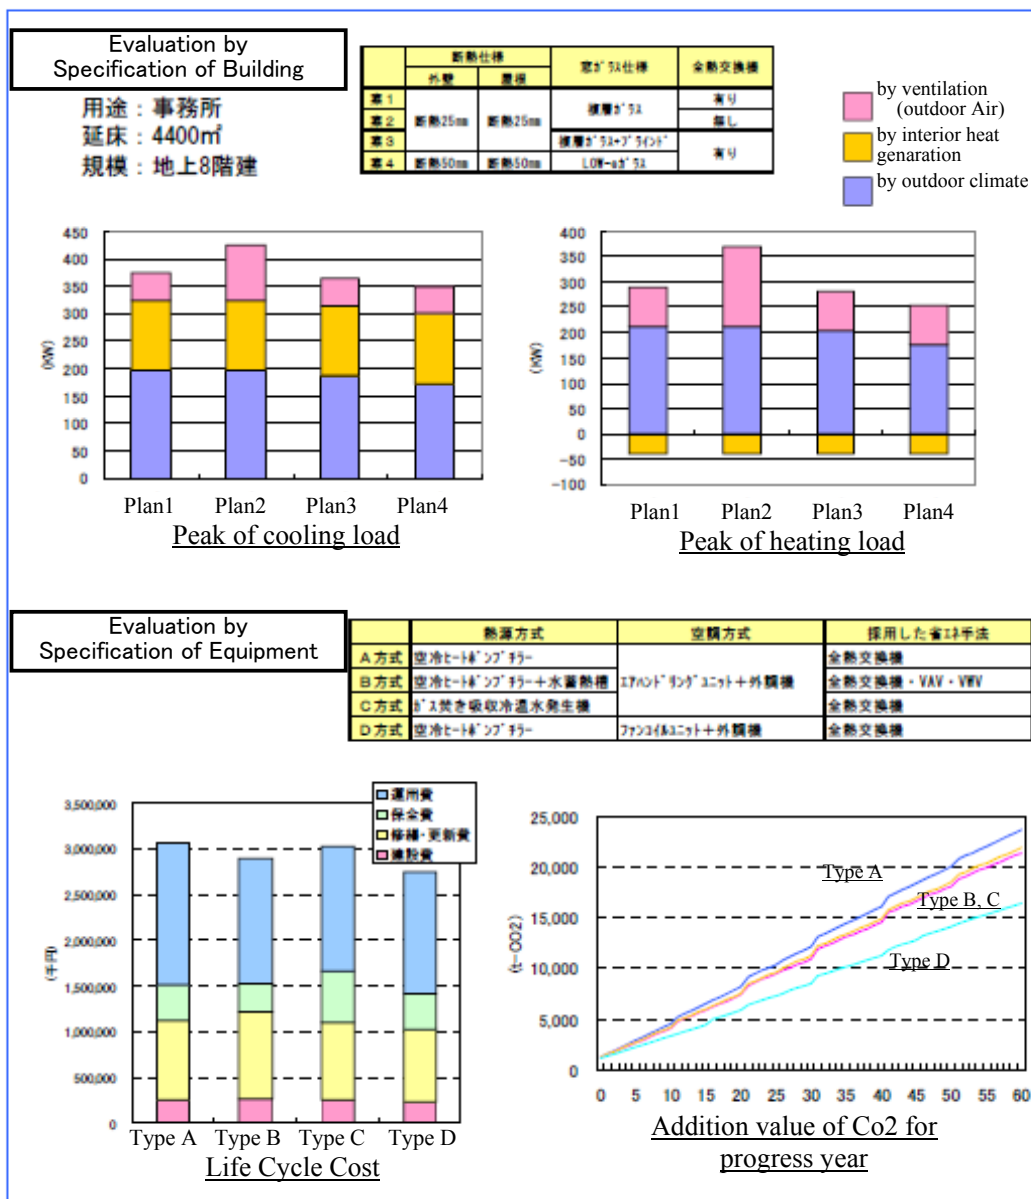 Evaluation by
Specification of Building
用途：事務所
延床：4400㎡
規模：地上8階建
断熱仕様 窓ｶﾞﾗｽ仕様 全熱交換機
外壁 屋根
案1 断熱25mm 断熱25mm 複層ｶﾞﾗｽ 有り
案2 無し
案3 複層ｶﾞﾗｽ+ﾌﾞﾗｲﾝﾄﾞ 有り
案4 断熱50mm 断熱50mm LOW-eｶﾞﾗｽ
by ventilation
(outdoor Air)
by interior heat
genaration
by outdoor climate
450
400
350
300
250
200
150
100
50
0
(KW)
Plan1 Plan2 Plan3 Plan4
Peak of cooling load
400
350
300
250
200
150
100
50
0
-50
-100
(KW)
Plan1 Plan2 Plan3 Plan4
Peak of heating load
Evaluation by
Specification of Equipment
熱源方式 空調方式 採用した省ｴﾈ手法
A方式 空冷ﾋｰﾄﾎﾟﾝﾌﾟﾁﾗｰ ｴｱﾊﾝﾄﾞﾘﾝｸﾞﾕﾆｯﾄ＋外調機 全熱交換機
B方式 空冷ﾋｰﾄﾎﾟﾝﾌﾟﾁﾗｰ＋水蓄熱槽 全熱交換機・VAV・VWV
C方式 ｶﾞｽ焚き吸収冷温水発生機 全熱交換機
D方式 空冷ﾋｰﾄﾎﾟﾝﾌﾟﾁﾗｰ ﾌｧﾝｺｲﾙﾕﾆｯﾄ＋外調機 全熱交換機
運用費
保全費
修繕・更新費
建設費
3,500,000
3,000,000
2,500,000
2,000,000
1,500,000
1,000,000
500,000
0
(千円)
Type A Type B Type C Type D
Life Cycle Cost
25,000
20,000
15,000
10,000
5,000
0
(t-CO2)
Type A
Type B, C
Type D
0 5 10 15 20 25 30 35 40 45 50 55 60
Addition value of Co2 for
progress year